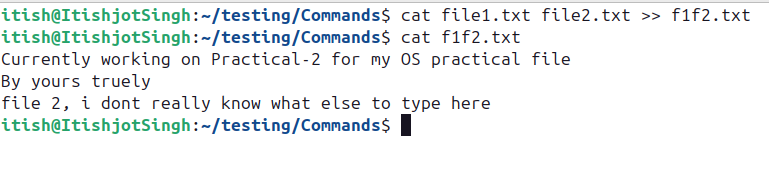 itish@ItishjotSingh:~/testing/Commands$ cat file1.txt file2.txt >> f1f2.txt
itish@ItishjotSingh:~/testing/Commands$ cat f1f2.txt
Currently working on Practical-2 for my OS practical file
By yours truely
file 2, i dont really know what else to type here
itish@ItishjotSingh:~/testing/Commands$